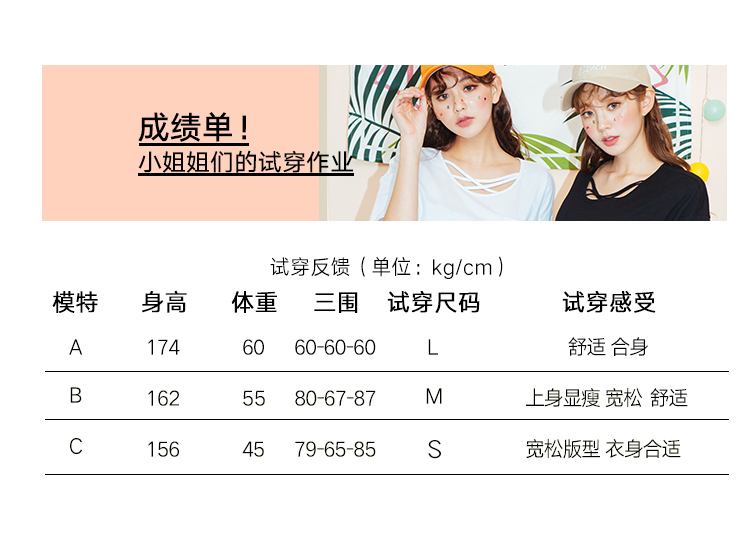 成绩单！
小姐姐们的试穿作业
试穿反馈（单位：kg/cm）
模特 身高 体重 三围 试穿尺码 试穿感受
A 174 60 60-60-60 L 舒适 合身
B 162 55 80-67-87 M 上身显瘦 宽松 舒适
C 156 45 79-65-85 S 宽松版型 衣身合适